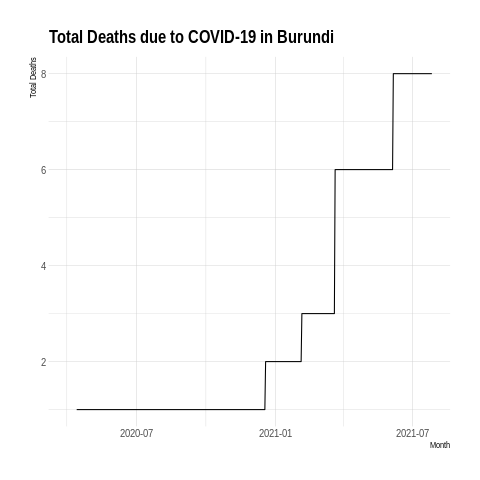 Total Deaths due to COVID-19 in Burundi
Total Deaths
8
6
4
2
2020-07
2021-01
2021-07
Month